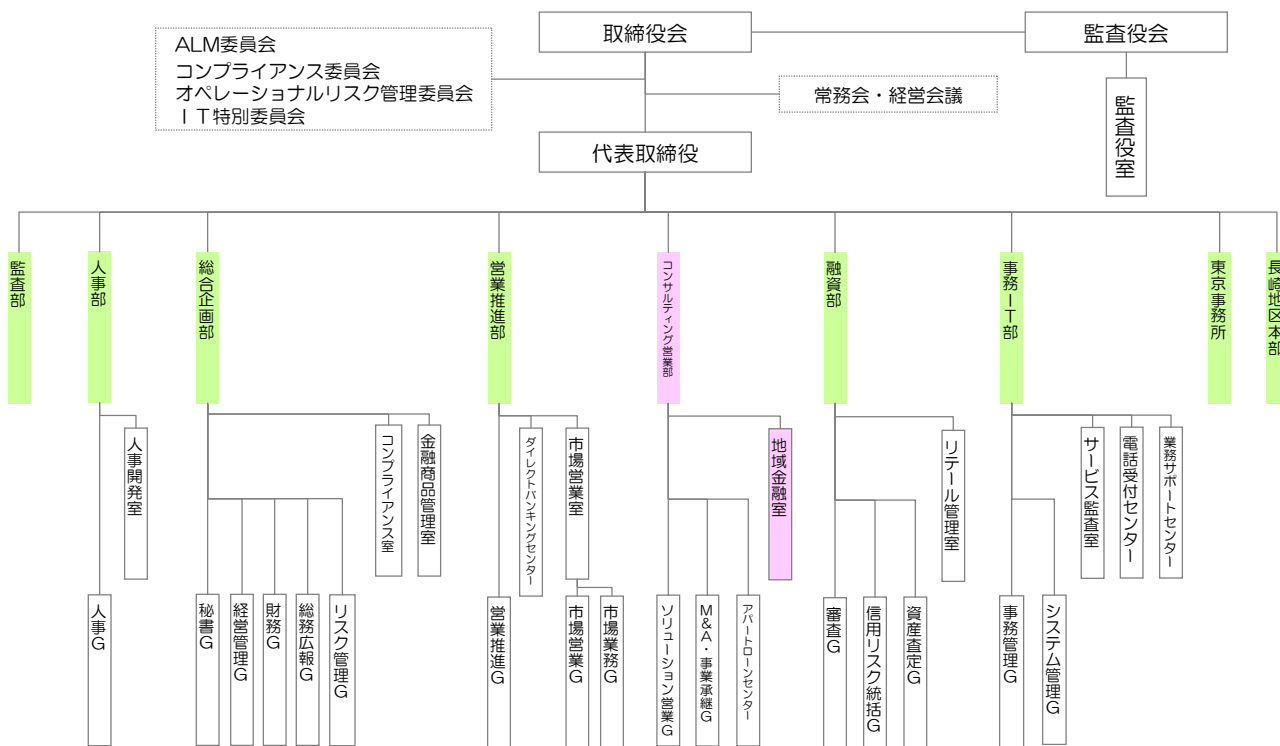 取締役会
監査役会
ALM委員会
コンプライアンス委員会
オペレーショナルリスク管理委員会
ＩＴ特別委員会
常務会・経営会議
監査役室
代表取締役
監査部
人事部
総合企画部
営業推進部
コンサルティング営業部
融資部
事務ＩＴ部
東京事務所
長崎地区本部
人事開発室
コンプライアンス室
金融商品管理室
ダイレクトバンキングセンター
市場営業室
地域金融室
リテール管理室
サービス監査室
電話受付センター
業務サポートセンター
人事G
秘書G
経営管理G
財務G
総務広報G
リスク管理G
営業推進G
市場営業G
市場業務G
ソリューション営業G
M&A・事業承継G
アパートローンセンター
審査G
信用リスク統括G
資産査定G
事務管理G
システム管理G